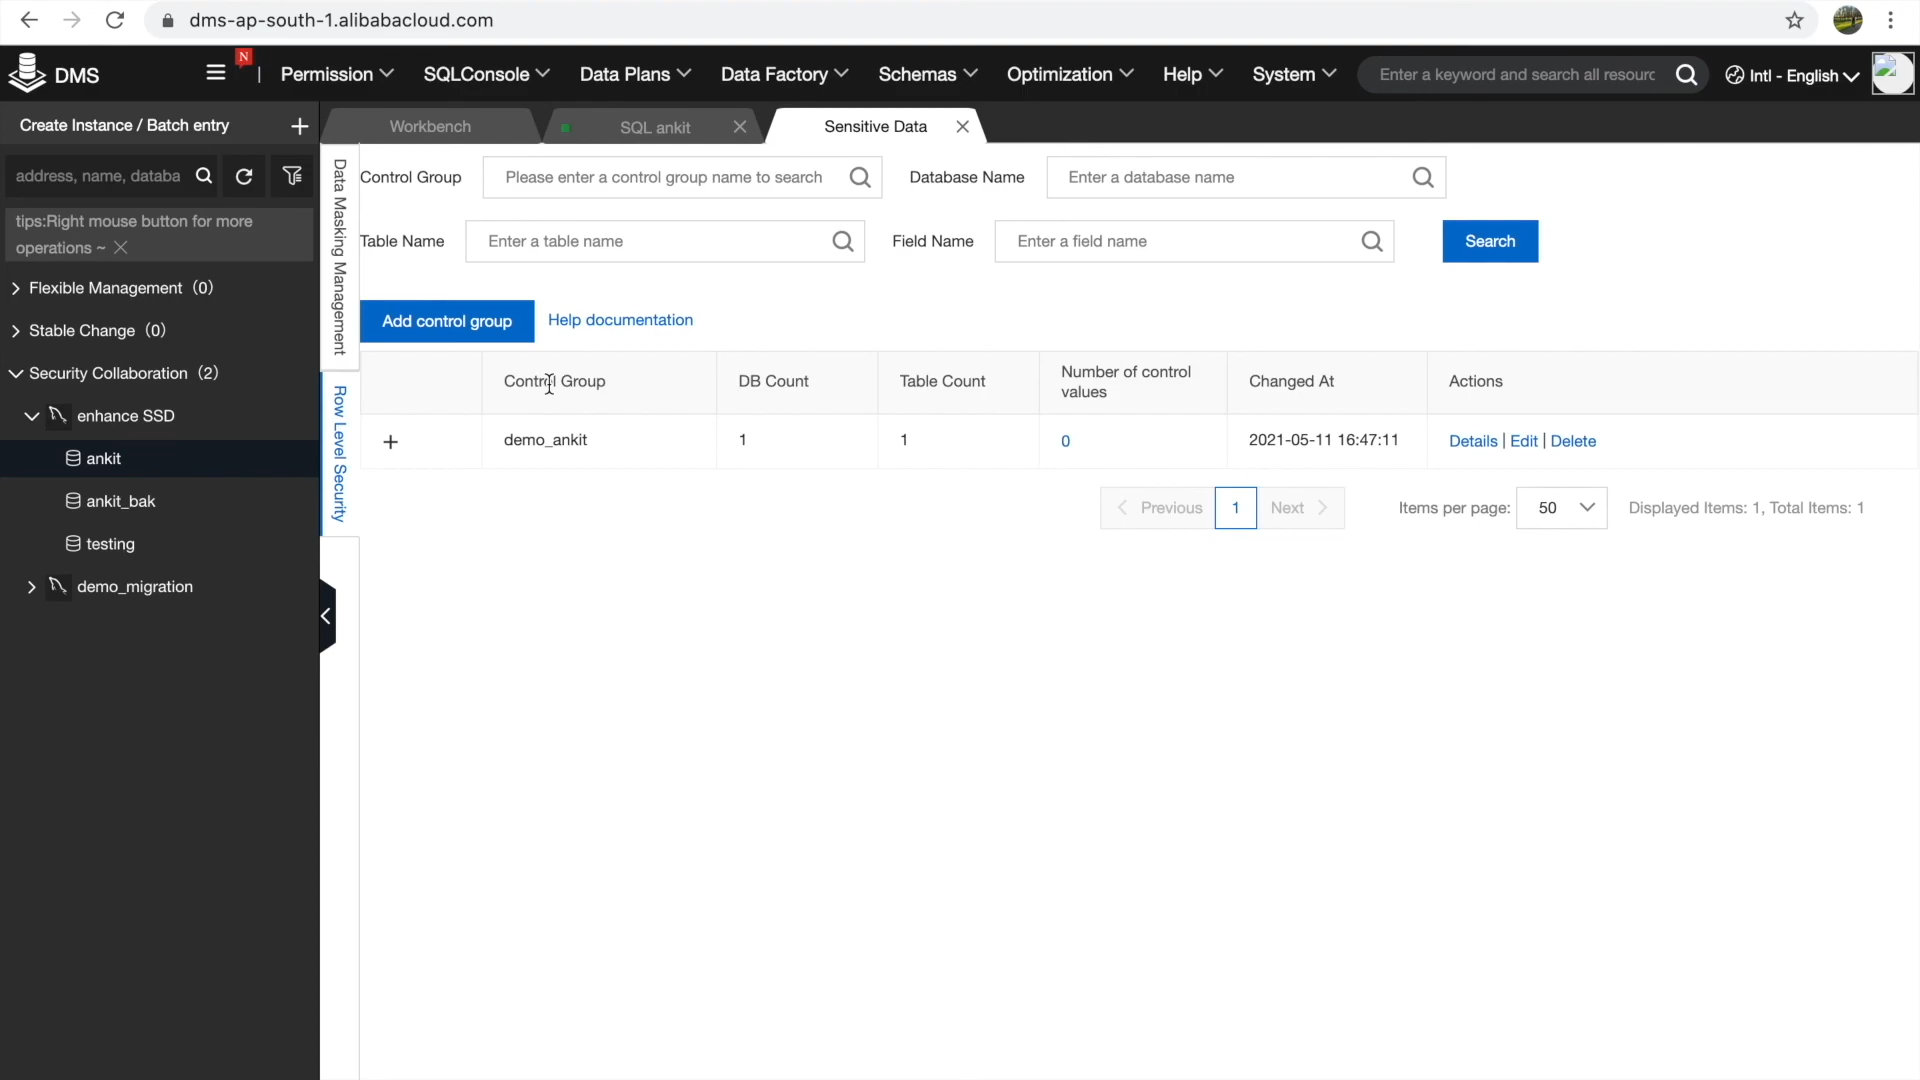 dms-ap-south-1.alibabacloud.com
DMS
N
Permission
SQLConsole
Data Plans
Data Factory
Schemas
Optimization
Help
System
Enter a keyword and search all resourc
Intl - English
Create Instance / Batch entry
Workbench
SQL ankit
Sensitive Data
address, name, databa
tips:Right mouse button for more
operations ~
Flexible Management (0)
Stable Change (0)
Security Collaboration (2)
enhance SSD
ankit
ankit_bak
testing
demo_migration
Data Masking Management
Row Level Security
Control Group
Please enter a control group name to search
Database Name
Enter a database name
Table Name
Enter a table name
Field Name
Enter a field name
Search
Add control group
Help documentation
Control Group
DB Count
Table Count
Number of control
values
Changed At
Actions
demo_ankit
1
1
0
2021-05-11 16:47:11
Details | Edit | Delete
Previous
1
Next
Items per page:
50
Displayed Items: 1, Total Items: 1